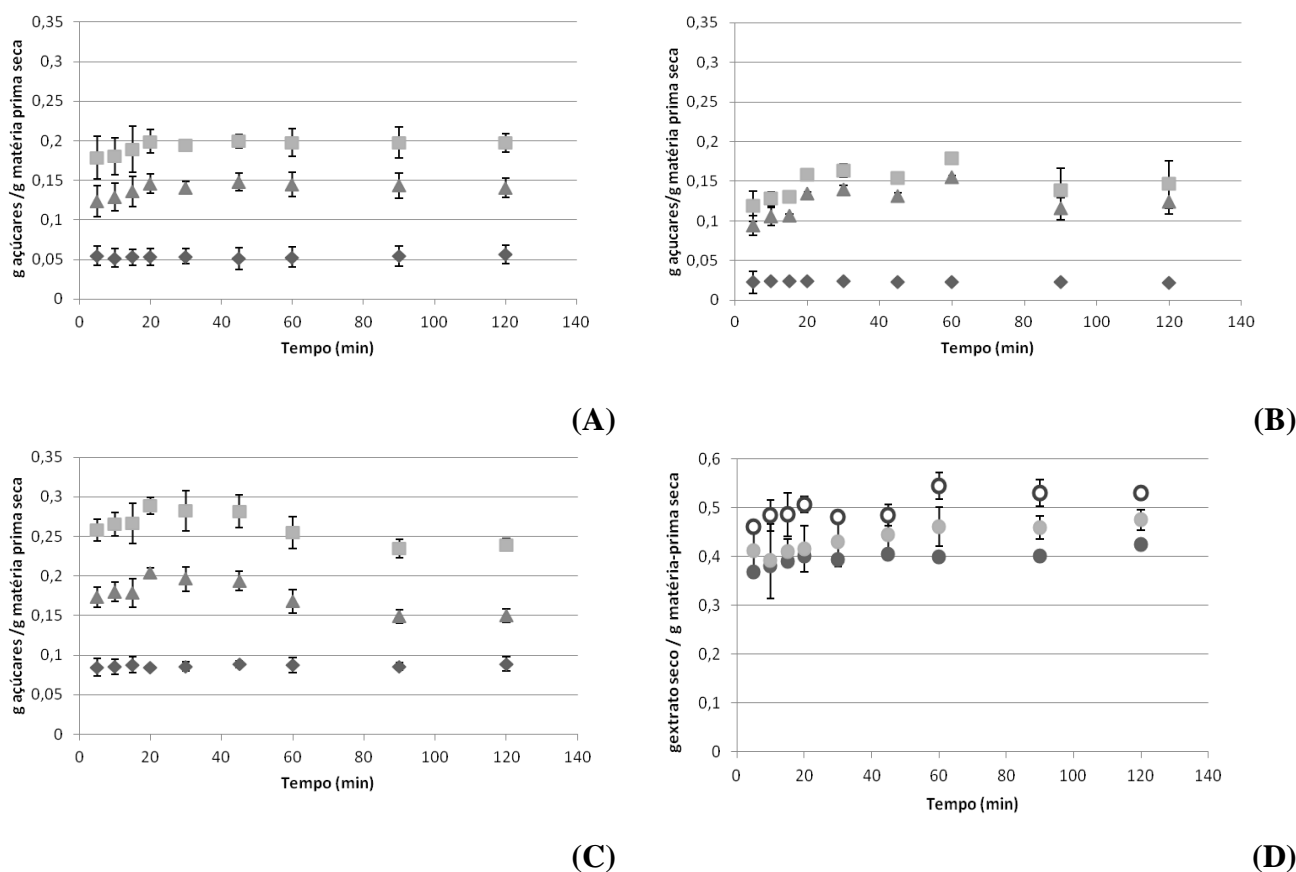 g açúcares /g matéria prima seca
0,35
0,3
0,25
0,2
0,15
0,1
0,05
0
0 20 40 60 80 100 120 140
Tempo (min)
(A)
g açúcares/g matéria prima seca
0,35
0,3
0,25
0,2
0,15
0,1
0,05
0
0 20 40 60 80 100 120 140
Tempo (min)
(B)
g açúcares /g matéria prima seca
0,35
0,3
0,25
0,2
0,15
0,1
0,05
0
0 20 40 60 80 100 120 140
Tempo (min)
(C)
gextrato seco / g matéria-prima seca
0,6
0,5
0,4
0,3
0,2
0,1
0
0 20 40 60 80 100 120 140
Tempo (min)
(D)